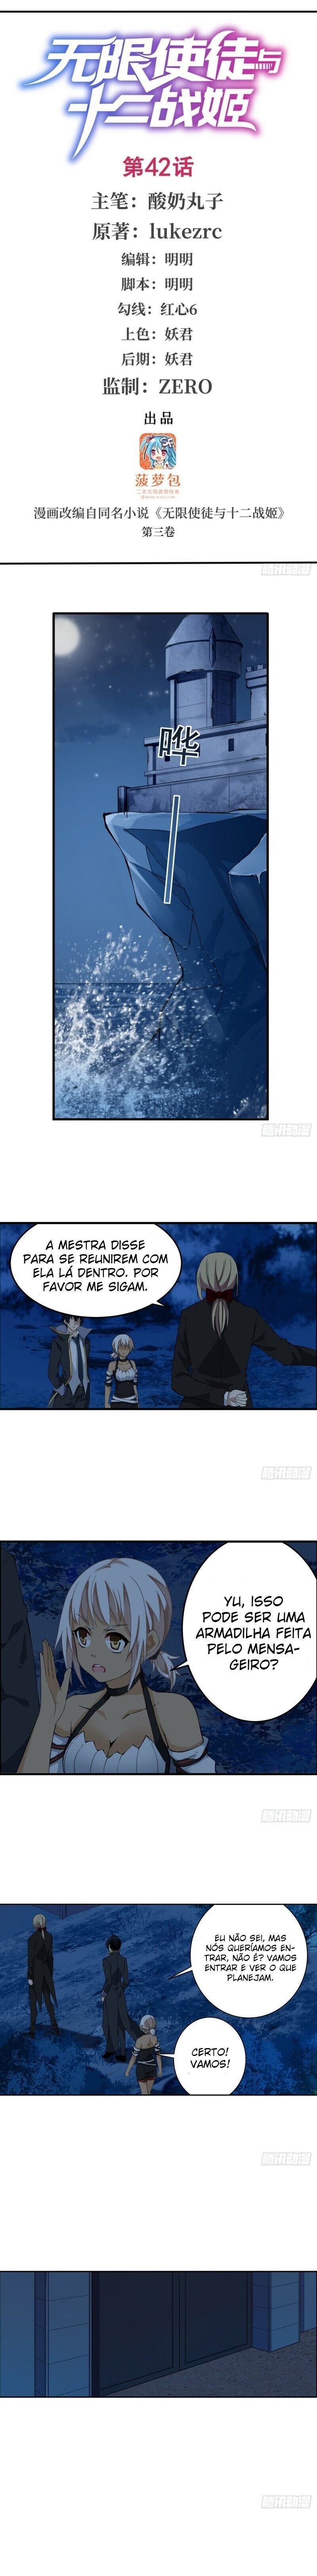 无限使徒与
十二战姬
第42话
主笔：酸奶丸子
原著：lukezrc
编辑：明明
脚本：明明
勾线：红心6
上色：妖君
后期：妖君
监制：ZERO
出品
菠萝包
漫画改编自同名小说《无限使徒与十二战姬》
第三卷
哗
A MESTRA DISSE
PARA SE REUNIREM COM
ELA LÁ DENTRO. POR
FAVOR ME SIGAM.
YU, ISSO
PODE SER UMA
ARMADILHA FEITA
PELO MENSA-
GEIRO?
EU NÃO SEI, MAS
NÓS QUERÍAMOS EN-
TRAR, NÃO É? VAMOS
ENTRAR E VER O QUE
PLANEJAM.
CERTO!
VAMOS!